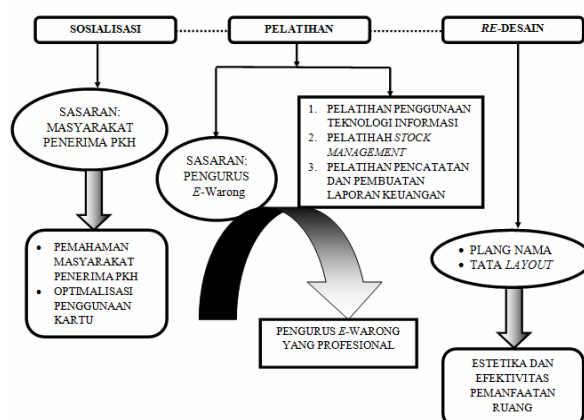 SOSIALISASI
PELATIHAN
RE-DESAIN
SASARAN:
MASYARAKAT
PENERIMA PKH
SASARAN:
PENGURUS
E-Warong
1. PELATIHAN PENGGUNAAN
TEKNOLOGI INFORMASI
2. PELATIHAH STOCK
MANAGEMENT
3. PELATIHAN PENCATATAN
DAN PEMBUATAN
LAPORAN KEUANGAN
• PLANG NAMA
• TATA LAYOUT
• PEMAHAMAN
MASYARAKAT
PENERIMA PKH
• OPTIMALISASI
PENGGUNAAN
KARTU
PENGURUS E-WARONG
YANG PROFESIONAL
ESTETIKA DAN
EFEKTIVITAS
PEMANFAATAN
RUANG